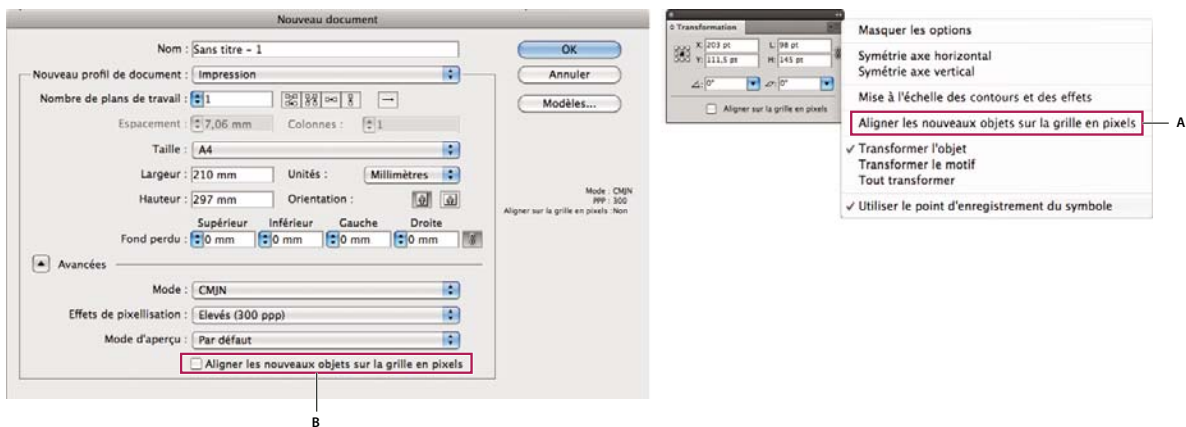 Nouveau document
Nom : Sans titre - 1
Nouveau profil de document : Impression
Nombre de plans de travail : 1
Espacement : 7,06 mm Colonnes : 1
Taille : A4
Largeur : 210 mm Unités : Millimètres
Hauteur : 297 mm Orientation :
Supérieur Inférieur Gauche Droite
Fond perdu : 0 mm 0 mm 0 mm 0 mm
Avancées
Mode : CMJN
Effets de pixellisation : Elevés (300 ppp)
Mode d'aperçu : Par défaut
Aligner les nouveaux objets sur la grille en pixels
B
OK
Annuler
Modèles...
Mode : CMJN
PPP : 300
Aligner sur la grille en pixels :Non
Transformation
X: 203 pt L: 98 pt
Y: 111,5 pt H: 145 pt
0° 0°
Aligner sur la grille en pixels
Masquer les options
Symétrie axe horizontal
Symétrie axe vertical
Mise à l'échelle des contours et des effets
Aligner les nouveaux objets sur la grille en pixels
A
✓ Transformer l'objet
Transformer le motif
Tout transformer
✓ Utiliser le point d'enregistrement du symbole